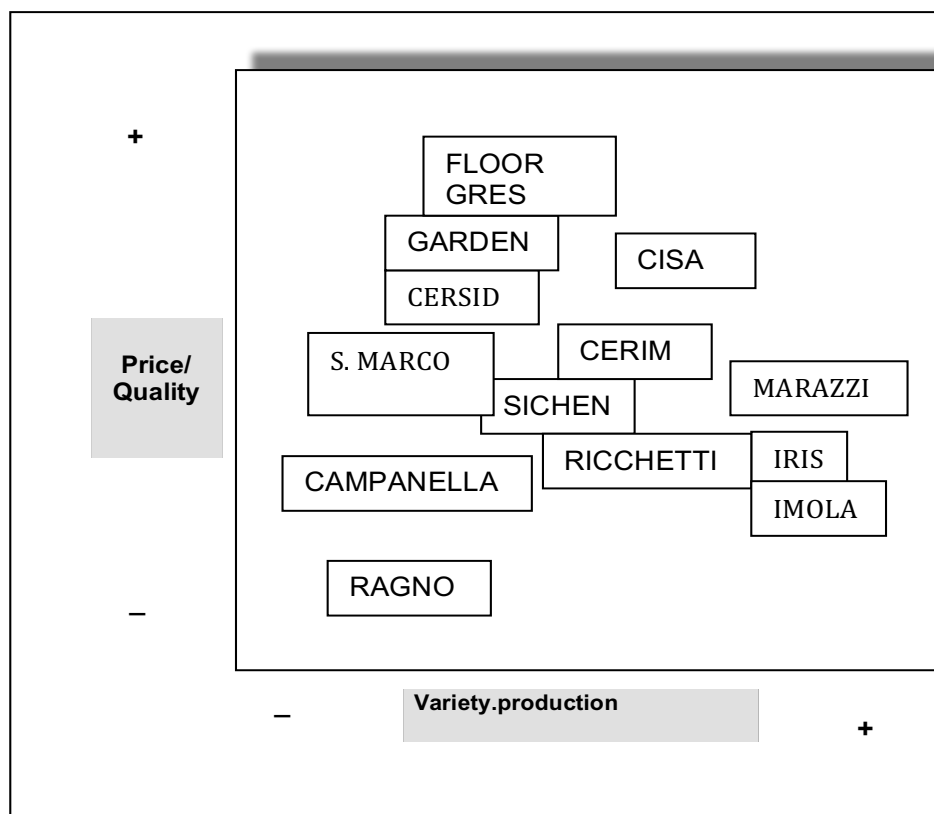 +
FLOOR
GRES
GARDEN
CISA
CERSID
CERIM
Price/
Quality
S. MARCO
MARAZZI
SICHEN
RICCHETTI
IRIS
CAMPANELLA
IMOLA
RAGNO
–
–
Variety.production
+